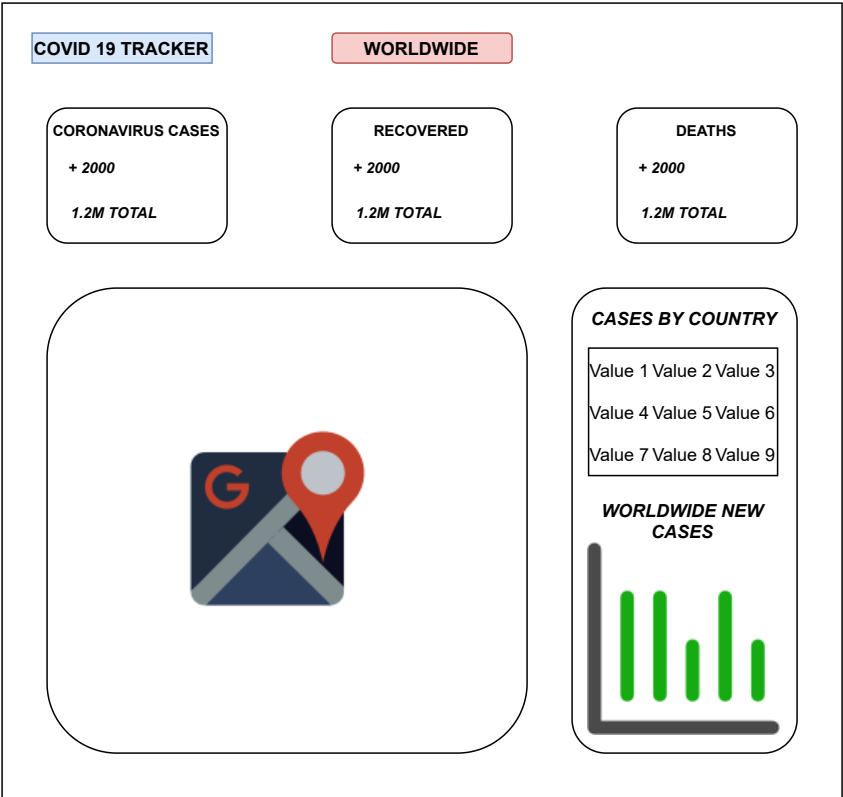 COVID 19 TRACKER
WORLDWIDE
CORONAVIRUS CASES
+ 2000
1.2M TOTAL
RECOVERED
+ 2000
1.2M TOTAL
DEATHS
+ 2000
1.2M TOTAL
G
CASES BY COUNTRY
Value 1 Value 2 Value 3
Value 4 Value 5 Value 6
Value 7 Value 8 Value 9
WORLDWIDE NEW
CASES